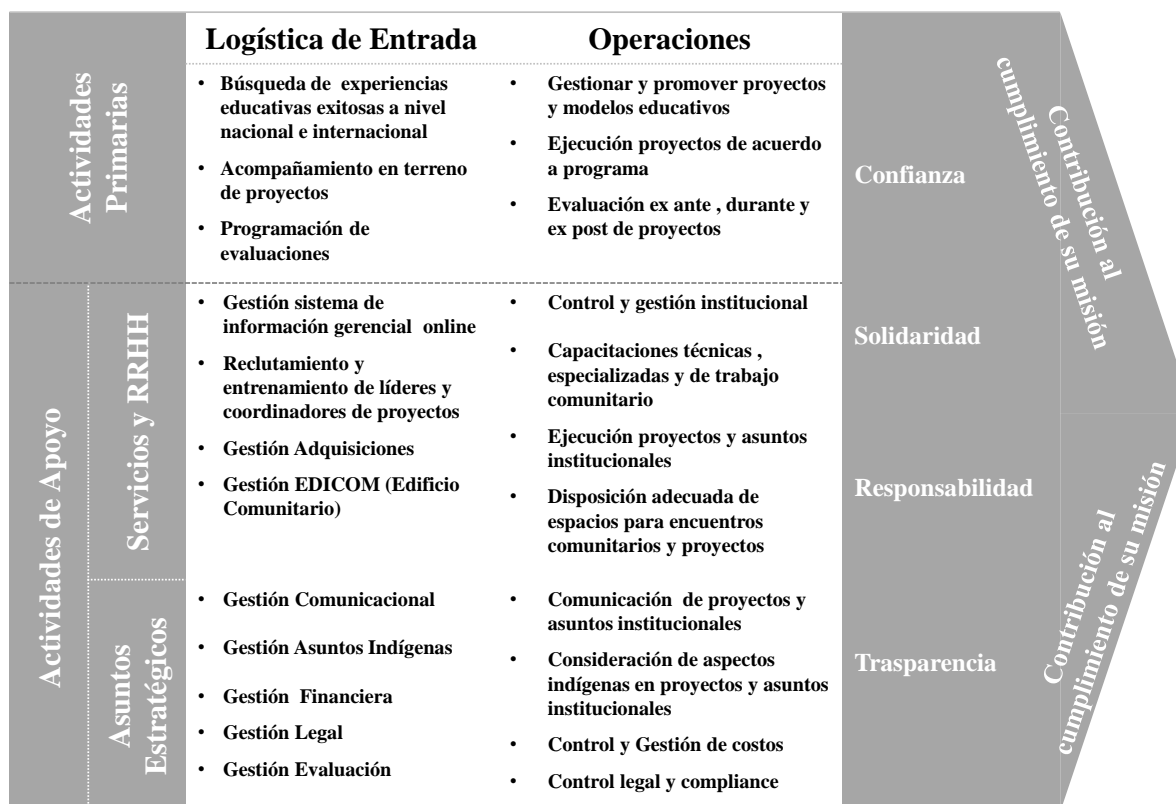 Logística de Entrada
Operaciones
Actividades
Primarias
• Búsqueda de experiencias
educativas exitosas a nivel
nacional e internacional
• Acompañamiento en terreno
de proyectos
• Programación de
evaluaciones
• Gestionar y promover proyectos
y modelos educativos
• Ejecución proyectos de acuerdo
a programa
• Evaluación ex ante , durante y
ex post de proyectos
Actividades de Apoyo
Servicios y RRHH
• Gestión sistema de
información gerencial online
• Reclutamiento y
entrenamiento de líderes y
coordinadores de proyectos
• Gestión Adquisiciones
• Gestión EDICOM (Edificio
Comunitario)
• Control y gestión institucional
• Capacitaciones técnicas ,
especializadas y de trabajo
comunitario
• Ejecución proyectos y asuntos
institucionales
• Disposición adecuada de
espacios para encuentros
comunitarios y proyectos
Asuntos
Estratégicos
• Gestión Comunicacional
• Gestión Asuntos Indígenas
• Gestión Financiera
• Gestión Legal
• Gestión Evaluación
• Comunicación de proyectos y
asuntos institucionales
• Consideración de aspectos
indígenas en proyectos y asuntos
institucionales
• Control y Gestión de costos
• Control legal y compliance
Confianza
Solidaridad
Responsabilidad
Trasparencia
Contribución al
cumplimiento de su misión
Contribución al
cumplimiento de su misión